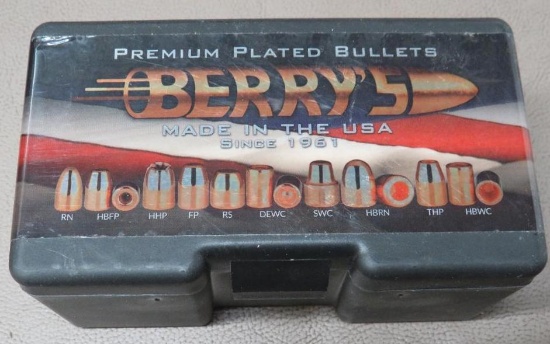 PREMIUM PLATED BULLETS
BERRY'S
MADE IN THE USA
SINCE 1961
RN HBFP HHP FP RS DEWC SWC HBRN THP HBWC